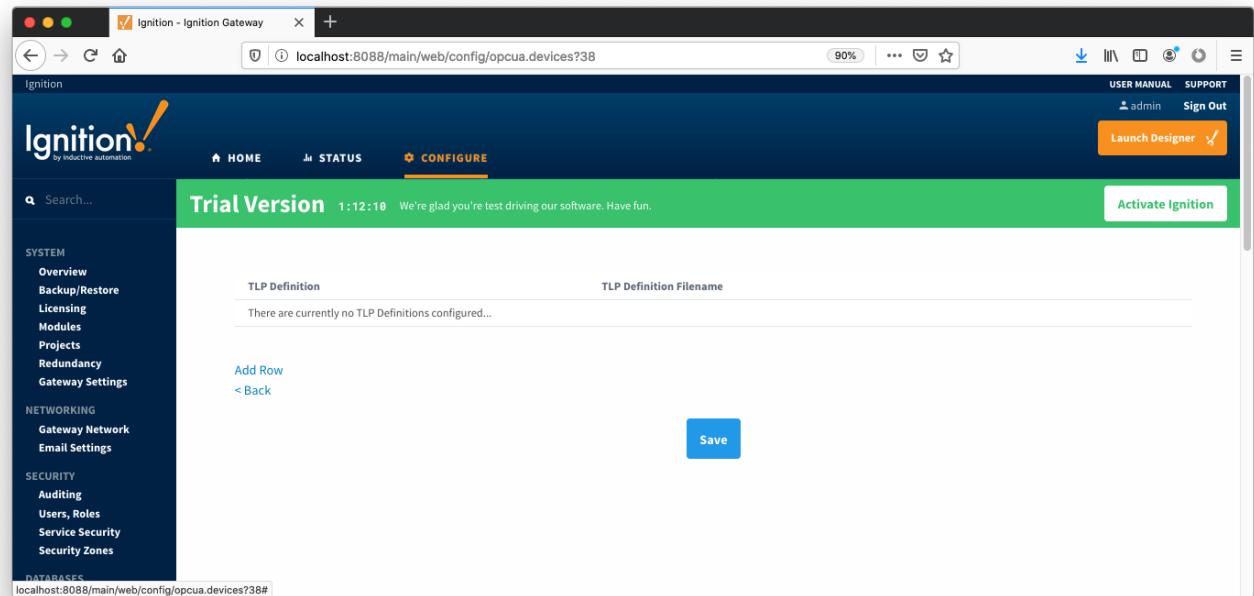 Ignition - Ignition Gateway
localhost:8088/main/web/config/opcua.devices?38
90%
Ignition
USER MANUAL SUPPORT
admin Sign Out
Ignition!
by inductive automation
Launch Designer
HOME STATUS CONFIGURE
Search...
Trial Version 1:12:10 We're glad you're test driving our software. Have fun.
Activate Ignition
SYSTEM
Overview
Backup/Restore
Licensing
Modules
Projects
Redundancy
Gateway Settings
NETWORKING
Gateway Network
Email Settings
SECURITY
Auditing
Users, Roles
Service Security
Security Zones
DATABASES
TLP Definition TLP Definition Filename
There are currently no TLP Definitions configured...
Add Row
< Back
Save
localhost:8088/main/web/config/opcua.devices?38#